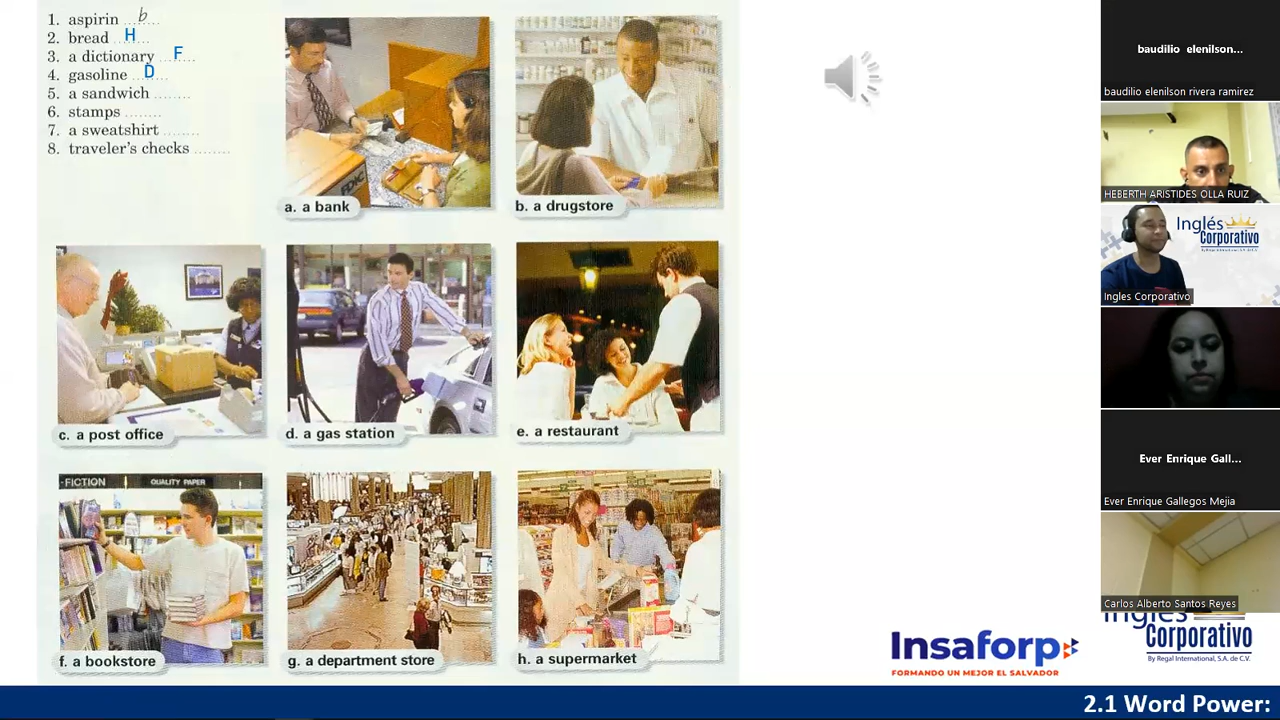 1. aspirin ........ b
2. bread ........ H
3. a dictionary ........ F
4. gasoline ........ D
5. a sandwich ........
6. stamps ........
7. a sweatshirt ........
8. traveler's checks ........
FDIC
a. a bank
b. a drugstore
c. a post office
d. a gas station
e. a restaurant
FICTION QUALITY PAPER
f. a bookstore
g. a department store
h. a supermarket
Insaforp
FORMANDO UN MEJOR EL SALVADOR
baudilio elenilson...
baudilio elenilson rivera ramirez
HEBERTH ARISTIDES OLLA RUIZ
Inglés
Corporativo
Ingles Corporativo
Ever Enrique Gall...
Ever Enrique Gallegos Mejia
Carlos Alberto Santos Reyes
Inglés
Corporativo
By Regal International, S.A. de C.V.
2.1 Word Power: